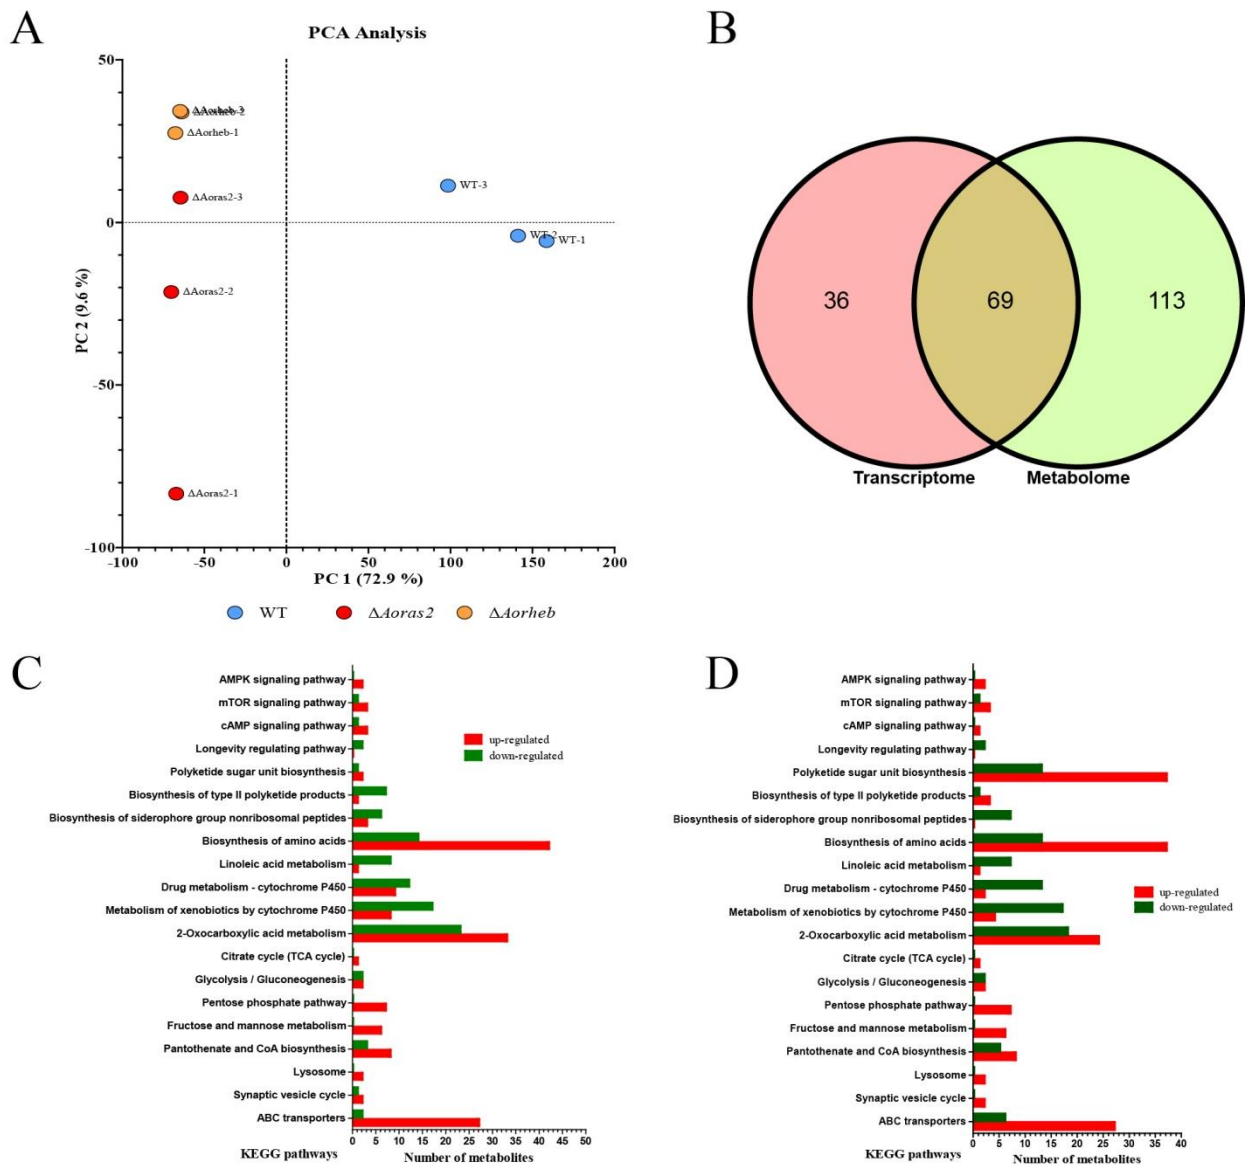 A
PCA Analysis
50
0
-50
-100
PC 2 (9.6 %)
ΔAorheb-3
ΔAorheb-2
ΔAorheb-1
ΔAoras2-3
ΔAoras2-2
ΔAoras2-1
WT-3
WT-2
WT-1
-100 -50 0 50 100 150 200
PC 1 (72.9 %)
WT ΔAoras2 ΔAorheb
B
36 69 113
Transcriptome Metabolome
C
AMPK signaling pathway
mTOR signaling pathway
cAMP signaling pathway
Longevity regulating pathway
Polyketide sugar unit biosynthesis
Biosynthesis of type II polyketide products
Biosynthesis of siderophore group nonribosomal peptides
Biosynthesis of amino acids
Linoleic acid metabolism
Drug metabolism - cytochrome P450
Metabolism of xenobiotics by cytochrome P450
2-Oxocarboxylic acid metabolism
Citrate cycle (TCA cycle)
Glycolysis / Gluconeogenesis
Pentose phosphate pathway
Fructose and mannose metabolism
Pantothenate and CoA biosynthesis
Lysosome
Synaptic vesicle cycle
ABC transporters
up-regulated
down-regulated
0 5 10 15 20 25 30 35 40 45 50
KEGG pathways Number of metabolites
D
AMPK signaling pathway
mTOR signaling pathway
cAMP signaling pathway
Longevity regulating pathway
Polyketide sugar unit biosynthesis
Biosynthesis of type II polyketide products
Biosynthesis of siderophore group nonribosomal peptides
Biosynthesis of amino acids
Linoleic acid metabolism
Drug metabolism - cytochrome P450
Metabolism of xenobiotics by cytochrome P450
2-Oxocarboxylic acid metabolism
Citrate cycle (TCA cycle)
Glycolysis / Gluconeogenesis
Pentose phosphate pathway
Fructose and mannose metabolism
Pantothenate and CoA biosynthesis
Lysosome
Synaptic vesicle cycle
ABC transporters
up-regulated
down-regulated
0 5 10 15 20 25 30 35 40
KEGG pathways Number of metabolites